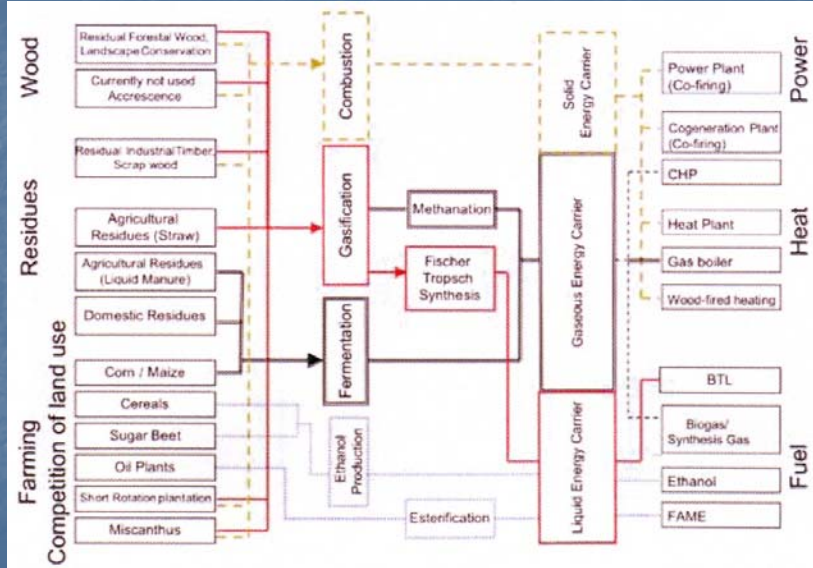 Wood
Residues
Farming
Competition of land use
Residual Forestal Wood,
Landscape Conservation
Currently not used
Accrescence
Residual Industrial Timber,
Scrap wood
Agricultural
Residues (Straw)
Agricultural Residues
(Liquid Manure)
Domestic Residues
Corn / Maize
Cereals
Sugar Beet
Oil Plants
Short Rotation plantation
Miscanthus
Combustion
Gasification
Fermentation
Ethanol
Production
Methanation
Fischer
Tropsch
Synthesis
Esterification
Solid
Energy Carrier
Gaseous Energy Carrier
Liquid Energy Carrier
Power Plant
(Co-firing)
Cogeneration Plant
(Co-firing)
CHP
Heat Plant
Gas boiler
Wood-fired heating
BTL
Biogas/
Synthesis Gas
Ethanol
FAME
Power
Heat
Fuel